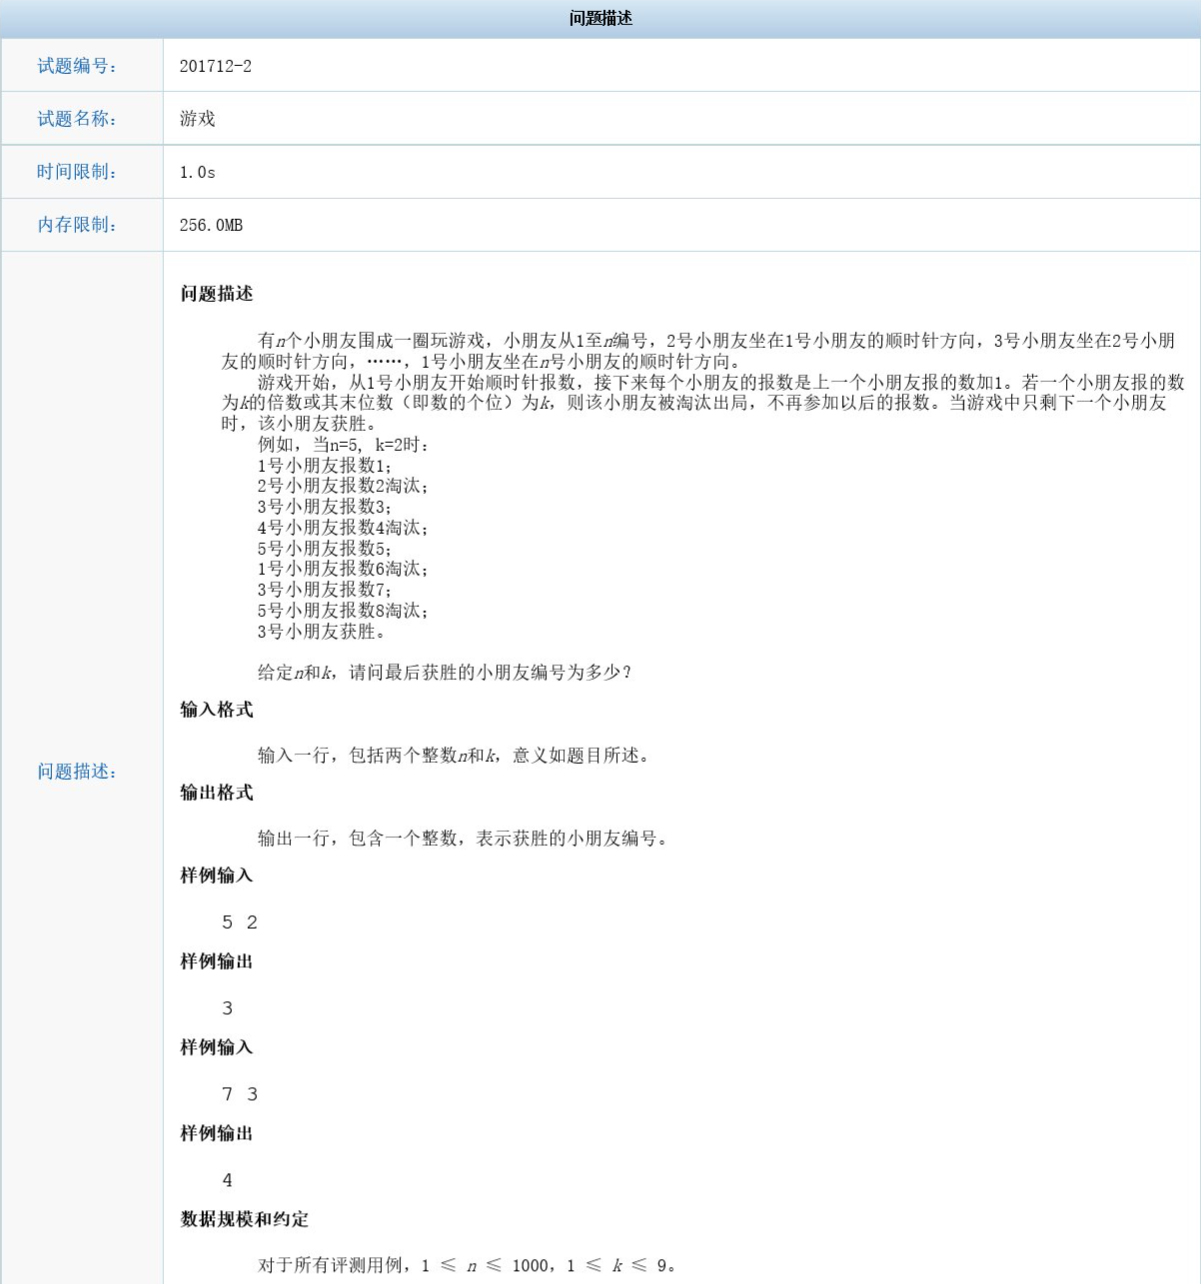 问题描述
试题编号： 201712-2
试题名称： 游戏
时间限制： 1.0s
内存限制： 256.0MB
问题描述：
问题描述
有n个小朋友围成一圈玩游戏，小朋友从1至n编号，2号小朋友坐在1号小朋友的顺时针方向，3号小朋友坐在2号小朋
友的顺时针方向，……，1号小朋友坐在n号小朋友的顺时针方向。
游戏开始，从1号小朋友开始顺时针报数，接下来每个小朋友的报数是上一个小朋友报的数加1。若一个小朋友报的数
为k的倍数或其末位数（即数的个位）为k，则该小朋友被淘汰出局，不再参加以后的报数。当游戏中只剩下一个小朋友
时，该小朋友获胜。
例如，当n=5, k=2时：
1号小朋友报数1；
2号小朋友报数2淘汰；
3号小朋友报数3；
4号小朋友报数4淘汰；
5号小朋友报数5；
1号小朋友报数6淘汰；
3号小朋友报数7；
5号小朋友报数8淘汰；
3号小朋友获胜。
给定n和k，请问最后获胜的小朋友编号为多少？
输入格式
输入一行，包括两个整数n和k，意义如题目所述。
输出格式
输出一行，包含一个整数，表示获胜的小朋友编号。
样例输入
5 2
样例输出
3
样例输入
7 3
样例输出
4
数据规模和约定
对于所有评测用例，1 ≤ n ≤ 1000，1 ≤ k ≤ 9。